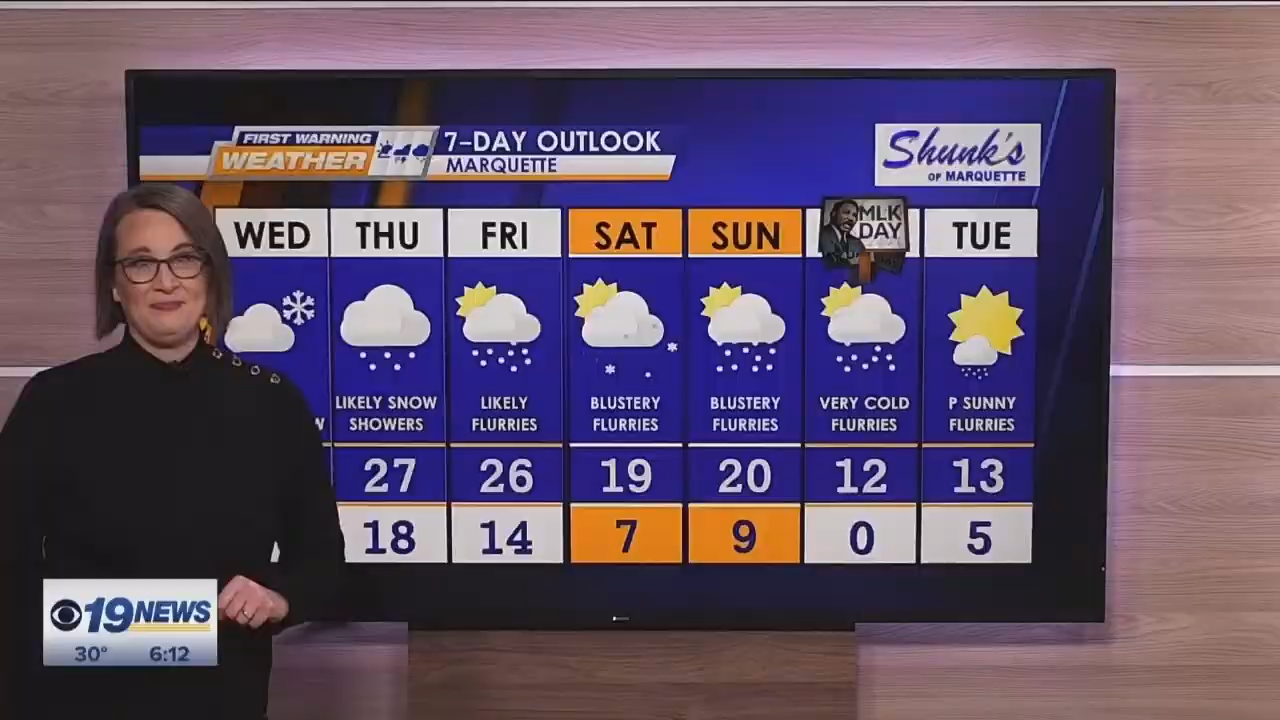 FIRST WARNING
WEATHER
7-DAY OUTLOOK
MARQUETTE
Shunk's
OF MARQUETTE
WED THU FRI SAT SUN MLK DAY TUE
LIKELY SNOW SHOWERS
LIKELY FLURRIES
BLUSTERY FLURRIES
BLUSTERY FLURRIES
VERY COLD FLURRIES
P SUNNY FLURRIES
27 26 19 20 12 13
18 14 7 9 0 5
19 NEWS
30° 6:12